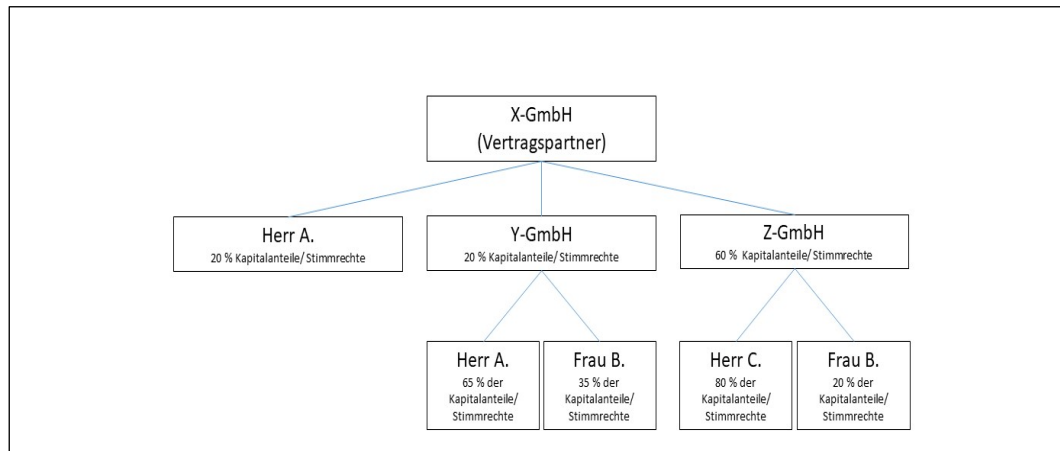 X-GmbH
(Vertragspartner)
Herr A.
20 % Kapitalanteile/ Stimmrechte
Y-GmbH
20 % Kapitalanteile/ Stimmrechte
Z-GmbH
60 % Kapitalanteile/ Stimmrechte
Herr A.
65 % der
Kapitalanteile/
Stimmrechte
Frau B.
35 % der
Kapitalanteile/
Stimmrechte
Herr C.
80 % der
Kapitalanteile/
Stimmrechte
Frau B.
20 % der
Kapitalanteile/
Stimmrechte